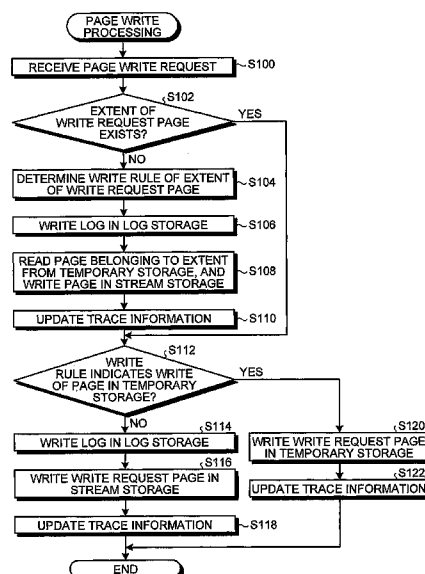 PAGE WRITE
PROCESSING
RECEIVE PAGE WRITE REQUEST
S100
S102
EXTENT OF
WRITE REQUEST PAGE
EXISTS?
YES
NO
DETERMINE WRITE RULE OF EXTENT
OF WRITE REQUEST PAGE
S104
WRITE LOG IN LOG STORAGE
S106
READ PAGE BELONGING TO EXTENT
FROM TEMPORARY STORAGE, AND
WRITE PAGE IN STREAM STORAGE
S108
UPDATE TRACE INFORMATION
S110
S112
WRITE
RULE INDICATES WRITE
OF PAGE IN TEMPORARY
STORAGE?
YES
NO
S114
WRITE LOG IN LOG STORAGE
S116
WRITE WRITE REQUEST PAGE IN
STREAM STORAGE
UPDATE TRACE INFORMATION
S118
S120
WRITE WRITE REQUEST PAGE
IN TEMPORARY STORAGE
S122
UPDATE TRACE INFORMATION
END